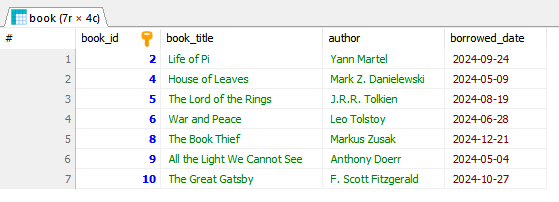 book (7r × 4c)
# book_id book_title author borrowed_date
1 2 Life of Pi Yann Martel 2024-09-24
2 4 House of Leaves Mark Z. Danielewski 2024-05-09
3 5 The Lord of the Rings J.R.R. Tolkien 2024-08-19
4 6 War and Peace Leo Tolstoy 2024-06-28
5 8 The Book Thief Markus Zusak 2024-12-21
6 9 All the Light We Cannot See Anthony Doerr 2024-05-04
7 10 The Great Gatsby F. Scott Fitzgerald 2024-10-27